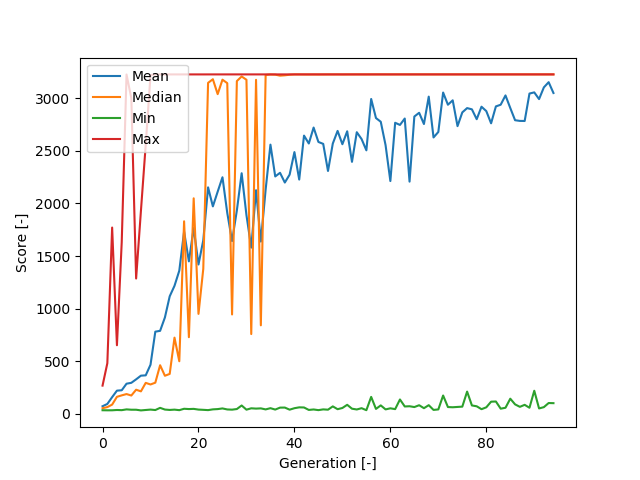 Mean
Median
Min
Max
3000
2500
2000
1500
1000
500
0
Score [-]
0 20 40 60 80
Generation [-]